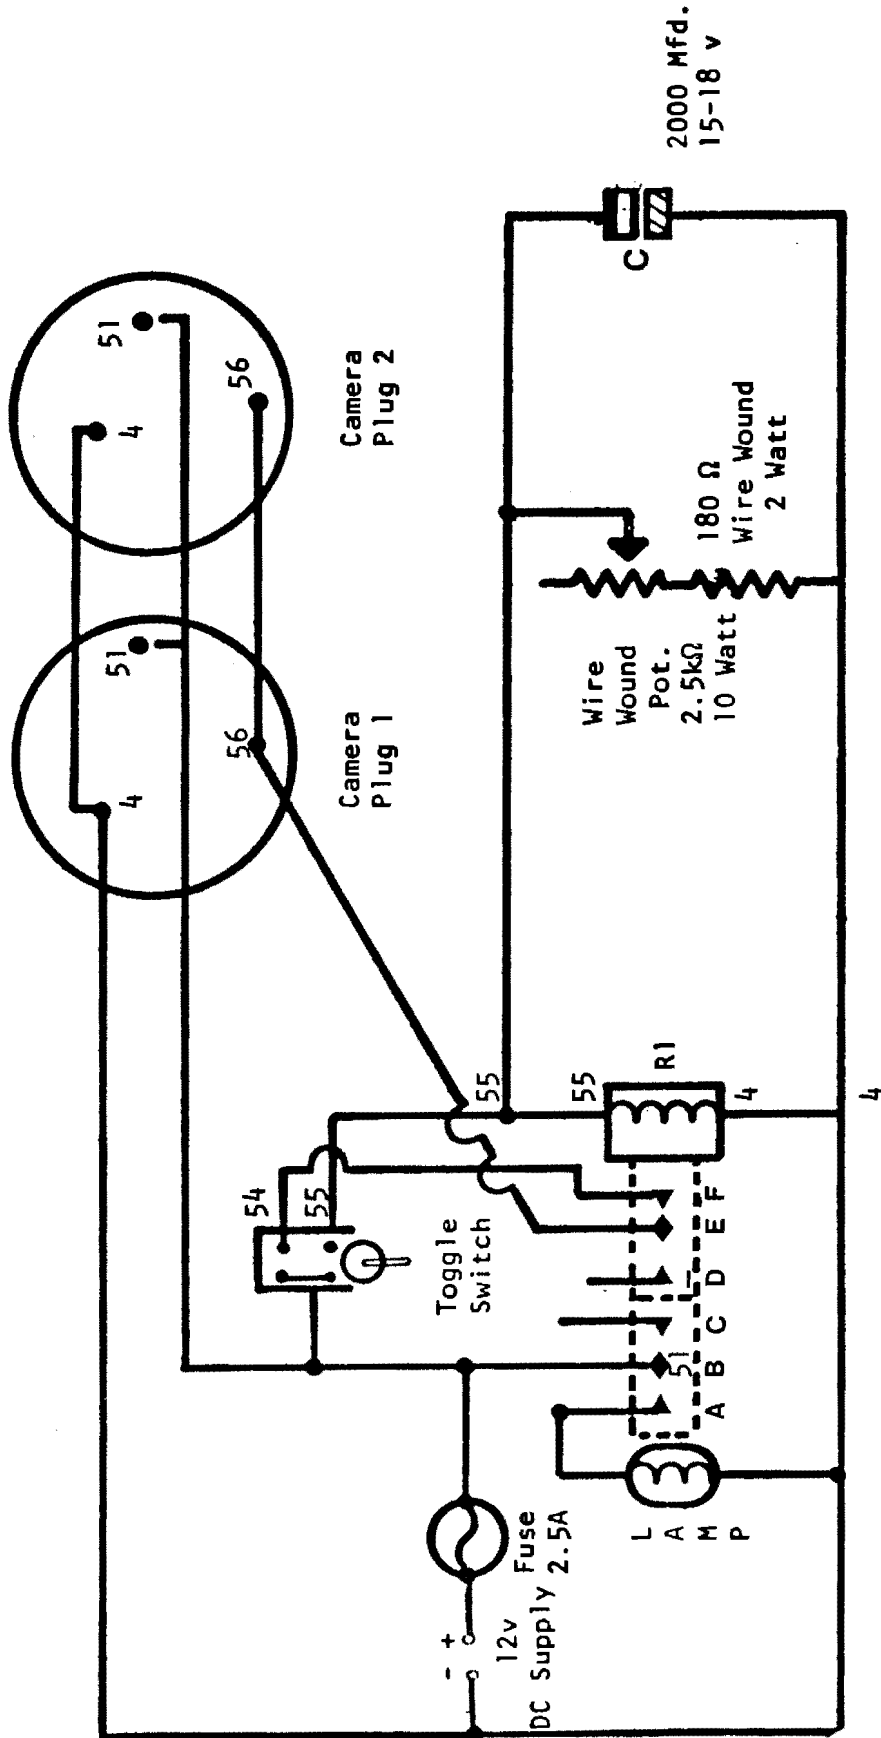 2000 Mfd.
15-18 v
C
51
4
56
Camera
Plug 2
180 Ω
Wire Wound
2 Watt
Wire
Wound
Pot.
2.5kΩ
10 Watt
51
4
56
Camera
Plug 1
55
55
R1
4
4
54
55
Toggle
Switch
F
E
D
C
51
B
A
L
A
M
P
Fuse
2.5A
- +
12v
DC Supply